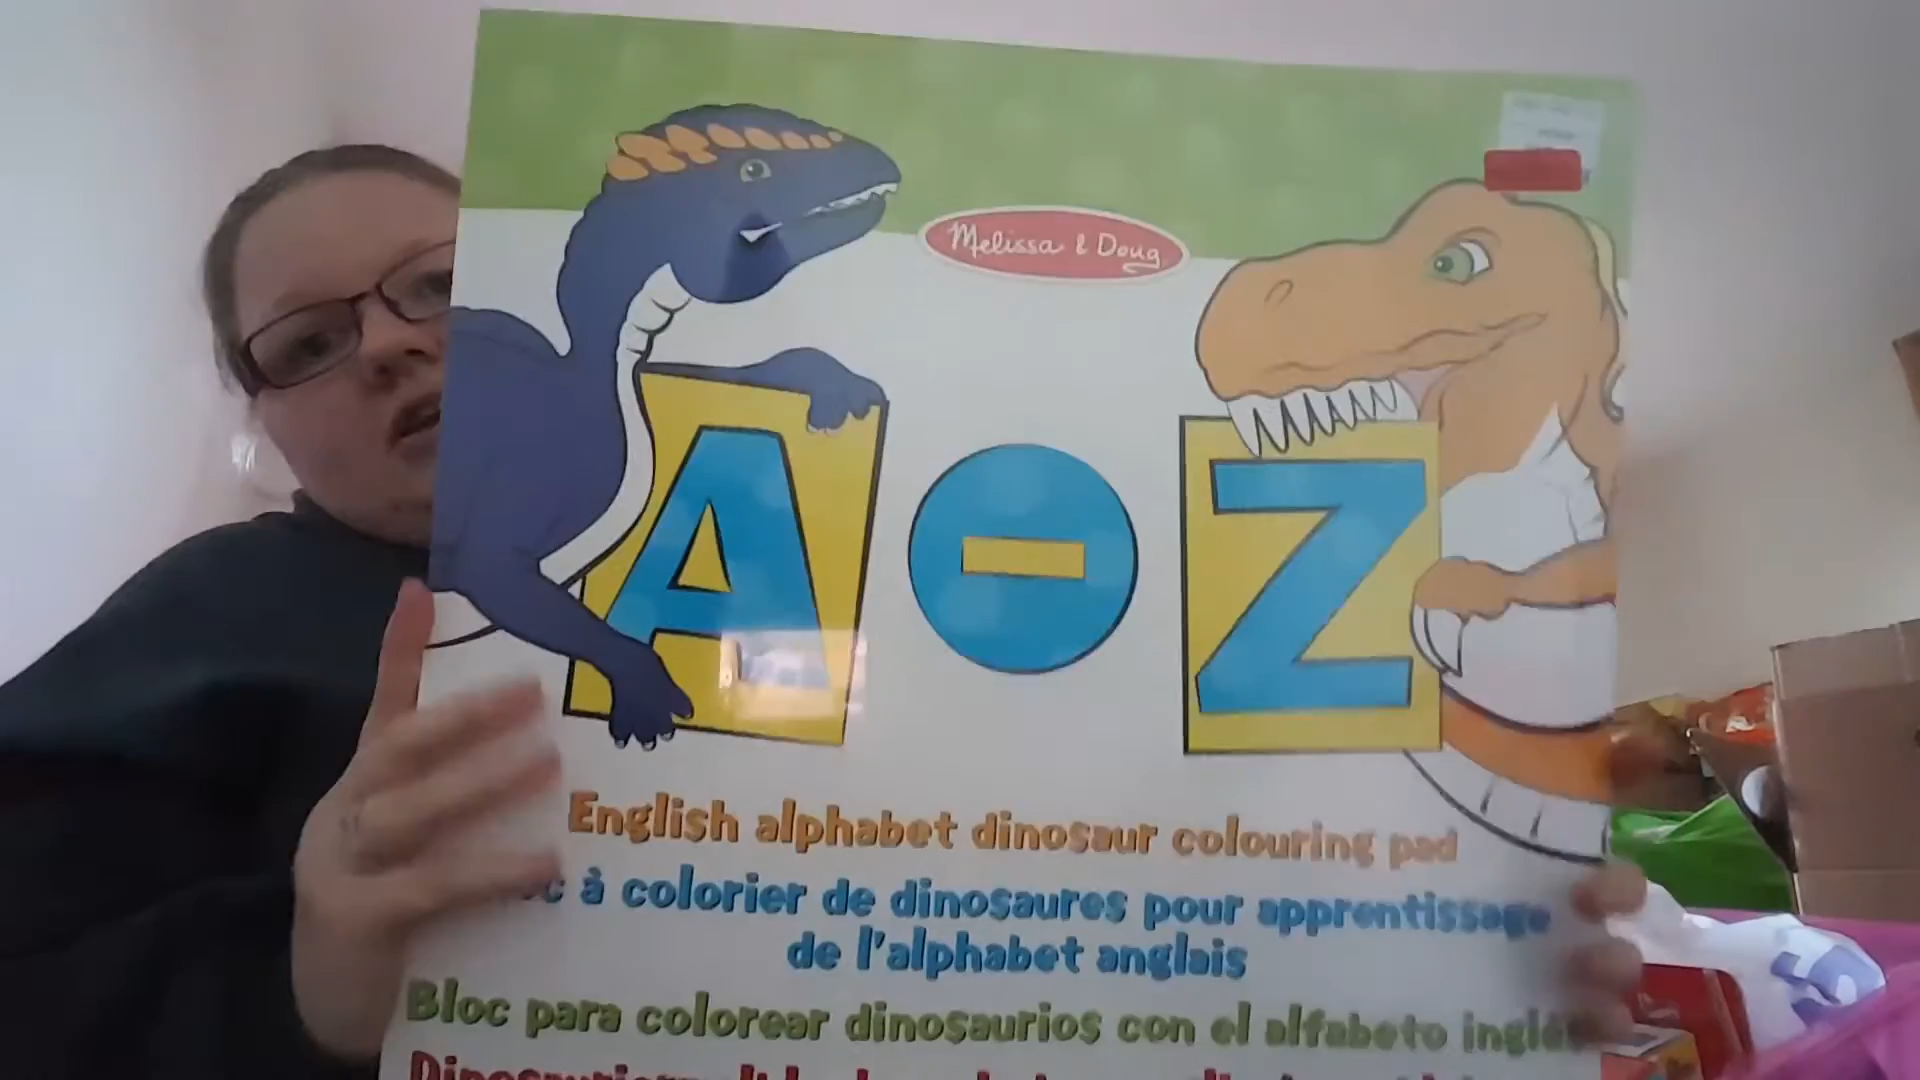 Melissa & Doug
A - Z
English alphabet dinosaur colouring pad
à colorier de dinosaures pour apprentissage
de l'alphabet anglais
Bloc para colorear dinosaurios con el alfabeto inglés